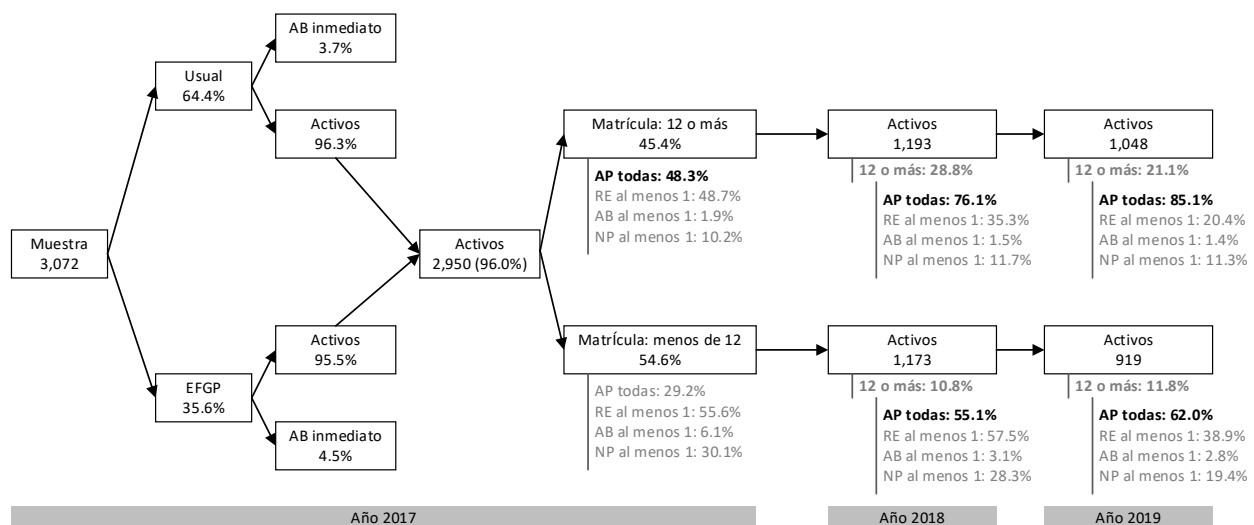 AB inmediato
3.7%
Usual
64.4%
Activos
96.3%
Muestra
3,072
Activos
95.5%
EFGP
35.6%
AB inmediato
4.5%
Activos
2,950 (96.0%)
Matrícula: 12 o más
45.4%
AP todas: 48.3%
RE al menos 1: 48.7%
AB al menos 1: 1.9%
NP al menos 1: 10.2%
Activos
1,193
12 o más: 28.8%
AP todas: 76.1%
RE al menos 1: 35.3%
AB al menos 1: 1.5%
NP al menos 1: 11.7%
Activos
1,048
12 o más: 21.1%
AP todas: 85.1%
RE al menos 1: 20.4%
AB al menos 1: 1.4%
NP al menos 1: 11.3%
MatrÍcula: menos de 12
54.6%
AP todas: 29.2%
RE al menos 1: 55.6%
AB al menos 1: 6.1%
NP al menos 1: 30.1%
Activos
1,173
12 o más: 10.8%
AP todas: 55.1%
RE al menos 1: 57.5%
AB al menos 1: 3.1%
NP al menos 1: 28.3%
Activos
919
12 o más: 11.8%
AP todas: 62.0%
RE al menos 1: 38.9%
AB al menos 1: 2.8%
NP al menos 1: 19.4%
Año 2017
Año 2018
Año 2019